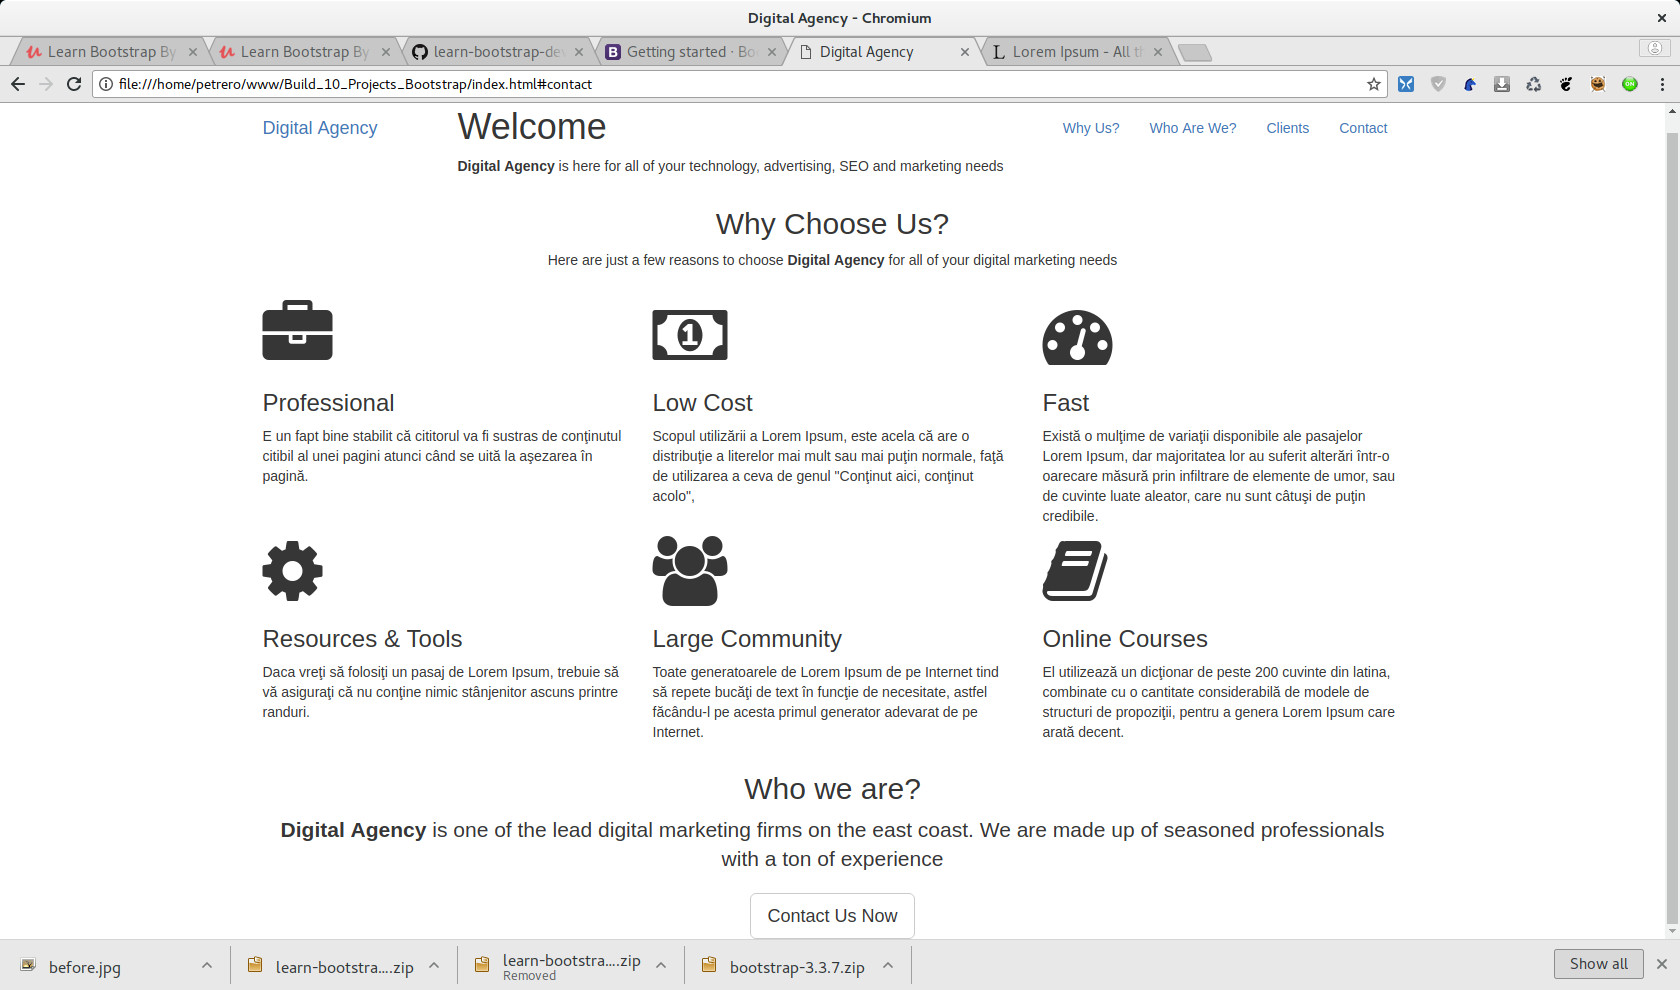 Digital Agency - Chromium
Learn Bootstrap By
Learn Bootstrap By
learn-bootstrap-de
Getting started · Bo
Digital Agency
Lorem Ipsum - All t
file:///home/petrero/www/Build_10_Projects_Bootstrap/index.html#contact
Digital Agency
Welcome
Why Us?
Who Are We?
Clients
Contact
Digital Agency is here for all of your technology, advertising, SEO and marketing needs
Why Choose Us?
Here are just a few reasons to choose Digital Agency for all of your digital marketing needs
1
Professional
E un fapt bine stabilit că cititorul va fi sustras de conţinutul
citibil al unei pagini atunci când se uită la aşezarea în
pagină.
Low Cost
Scopul utilizării a Lorem Ipsum, este acela că are o
distribuţie a literelor mai mult sau mai puţin normale, faţă
de utilizarea a ceva de genul "Conţinut aici, conţinut
acolo",
Fast
Există o mulţime de variaţii disponibile ale pasajelor
Lorem Ipsum, dar majoritatea lor au suferit alterări într-o
oarecare măsură prin infiltrare de elemente de umor, sau
de cuvinte luate aleator, care nu sunt câtuşi de puţin
credibile.
Resources & Tools
Daca vreţi să folosiţi un pasaj de Lorem Ipsum, trebuie să
vă asiguraţi că nu conţine nimic stânjenitor ascuns printre
randuri.
Large Community
Toate generatoarele de Lorem Ipsum de pe Internet tind
să repete bucăţi de text în funcţie de necesitate, astfel
făcându-l pe acesta primul generator adevarat de pe
Internet.
Online Courses
El utilizează un dicţionar de peste 200 cuvinte din latina,
combinate cu o cantitate considerabilă de modele de
structuri de propoziţii, pentru a genera Lorem Ipsum care
arată decent.
Who we are?
Digital Agency is one of the lead digital marketing firms on the east coast. We are made up of seasoned professionals
with a ton of experience
Contact Us Now
before.jpg
learn-bootstra....zip
learn-bootstra....zip
Removed
bootstrap-3.3.7.zip
Show all